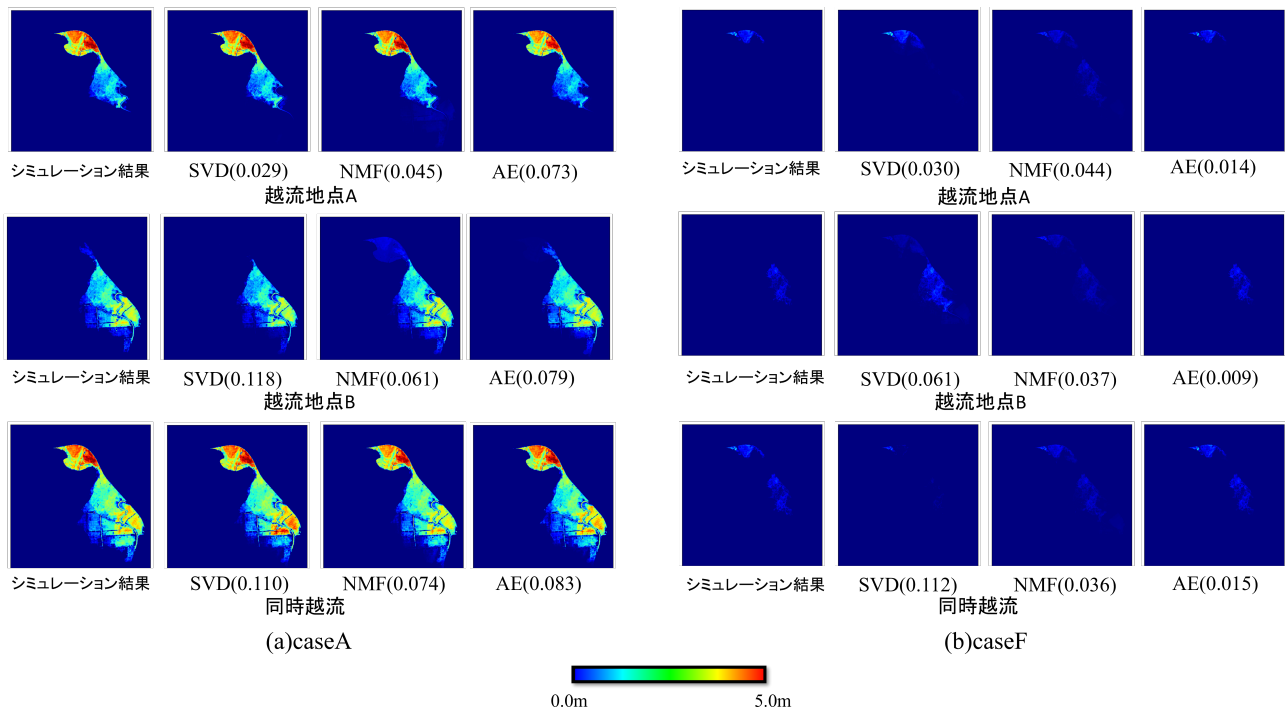 シミュレーション結果 SVD(0.029) NMF(0.045) AE(0.073)
越流地点A
シミュレーション結果 SVD(0.118) NMF(0.061) AE(0.079)
越流地点B
シミュレーション結果 SVD(0.110) NMF(0.074) AE(0.083)
同時越流
(a)caseA
シミュレーション結果 SVD(0.030) NMF(0.044) AE(0.014)
越流地点A
シミュレーション結果 SVD(0.061) NMF(0.037) AE(0.009)
越流地点B
シミュレーション結果 SVD(0.112) NMF(0.036) AE(0.015)
同時越流
(b)caseF
0.0m 5.0m